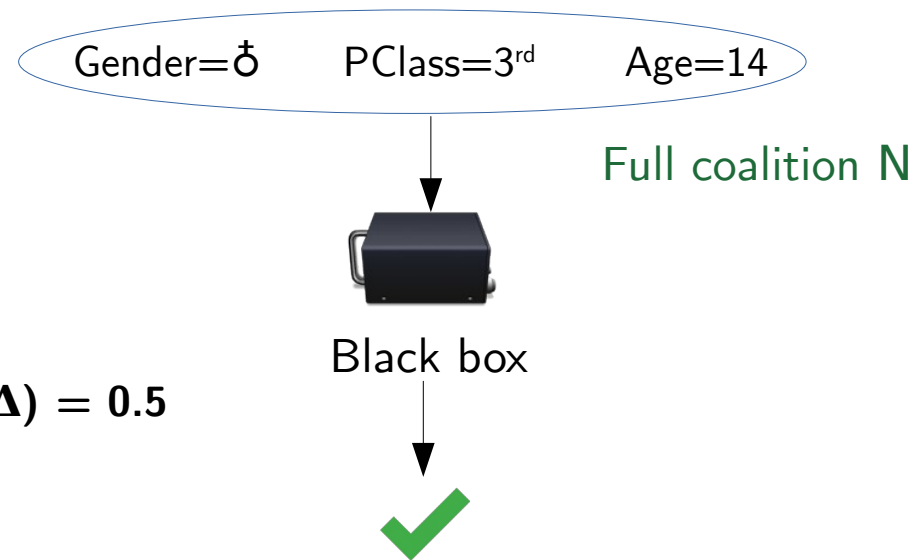 Gender=♁ PClass=3rd Age=14
Full coalition N
Black box
Δ) = 0.5